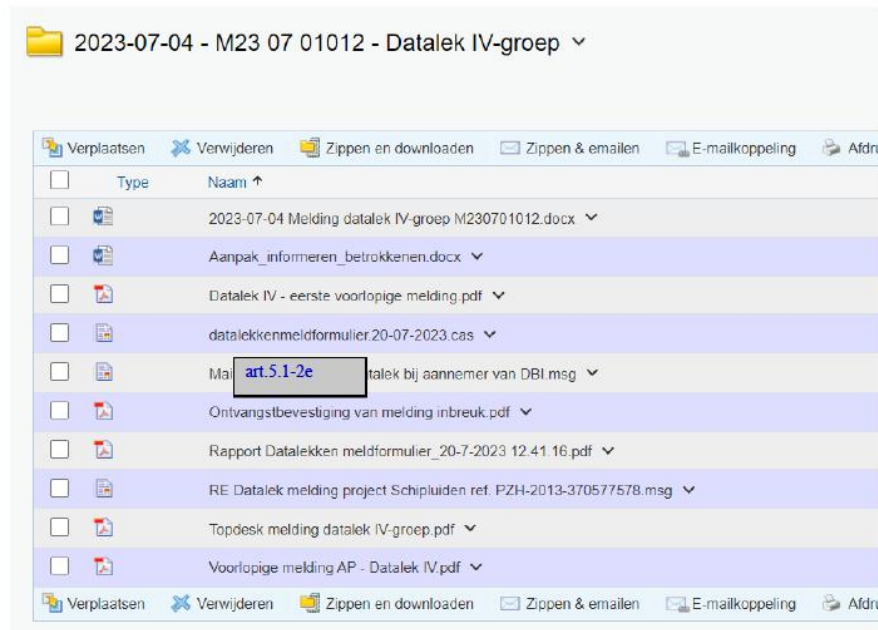 2023-07-04 - M23 07 01012 - Datalek IV-groep
Verplaatsen Verwijderen Zippen en downloaden Zippen & emailen E-mailkoppeling Afdru
Type Naam
2023-07-04 Melding datalek IV-groep M230701012.docx
Aanpak_informeren_betrokkenen.docx
Datalek IV - eerste voorlopige melding.pdf
datalekkenmeldformulier.20-07-2023.cas
Mai art.5.1-2e talek bij aannemer van DBI.msg
Ontvangstbevestiging van melding inbreuk.pdf
Rapport Datalekken meldformulier_20-7-2023 12.41.16.pdf
RE Datalek melding project Schipluiden ref. PZH-2013-370577578.msg
Topdesk melding datalek IV-groep.pdf
Voorlopige melding AP - Datalek IV.pdf
Verplaatsen Verwijderen Zippen en downloaden Zippen & emailen E-mailkoppeling Afdru